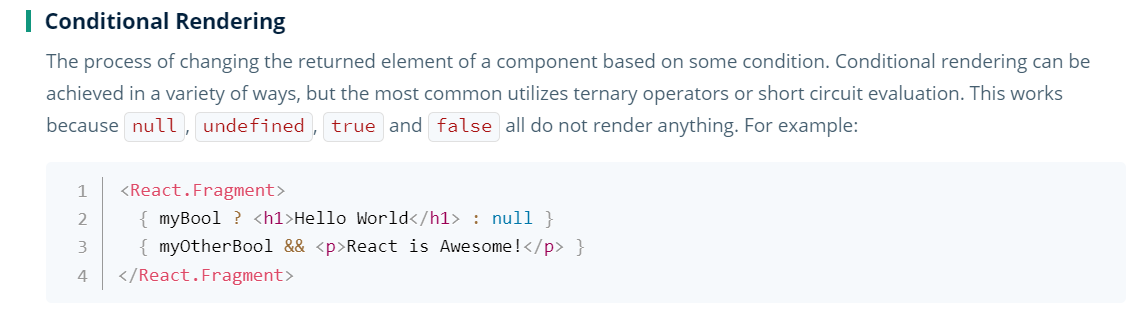 Conditional Rendering
The process of changing the returned element of a component based on some condition. Conditional rendering can be
achieved in a variety of ways, but the most common utilizes ternary operators or short circuit evaluation. This works
because null, undefined, true and false all do not render anything. For example:
1 <React.Fragment>
2 { myBool ? <h1>Hello World</h1> : null }
3 { myOtherBool && <p>React is Awesome!</p> }
4 </React.Fragment>